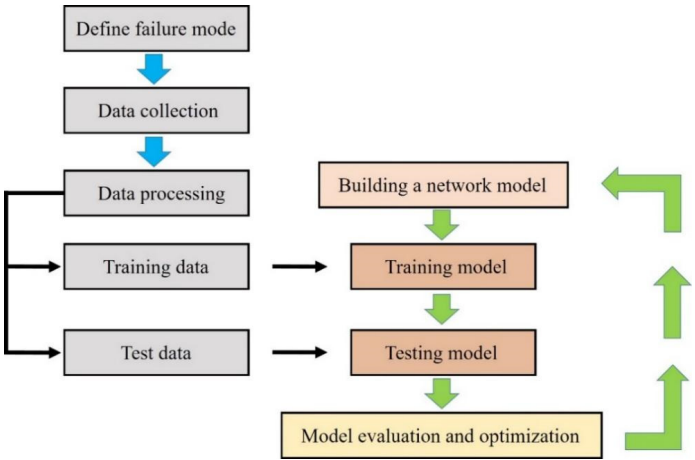 Define failure mode
Data collection
Data processing
Training data
Test data
Building a network model
Training model
Testing model
Model evaluation and optimization